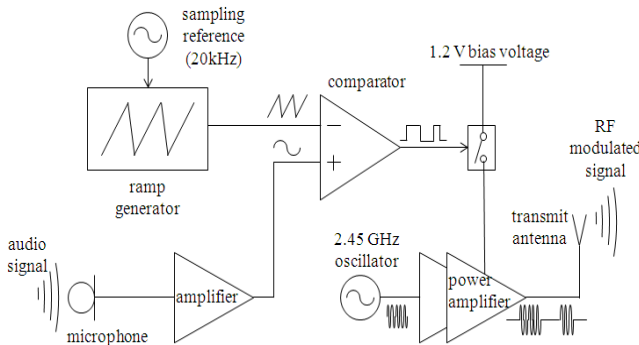 sampling
reference
(20kHz)
1.2 V bias voltage
comparator
−
+
RF
modulated
signal
ramp
generator
transmit
antenna
2.45 GHz
oscillator
audio
signal
amplifier
power
amplifier
microphone